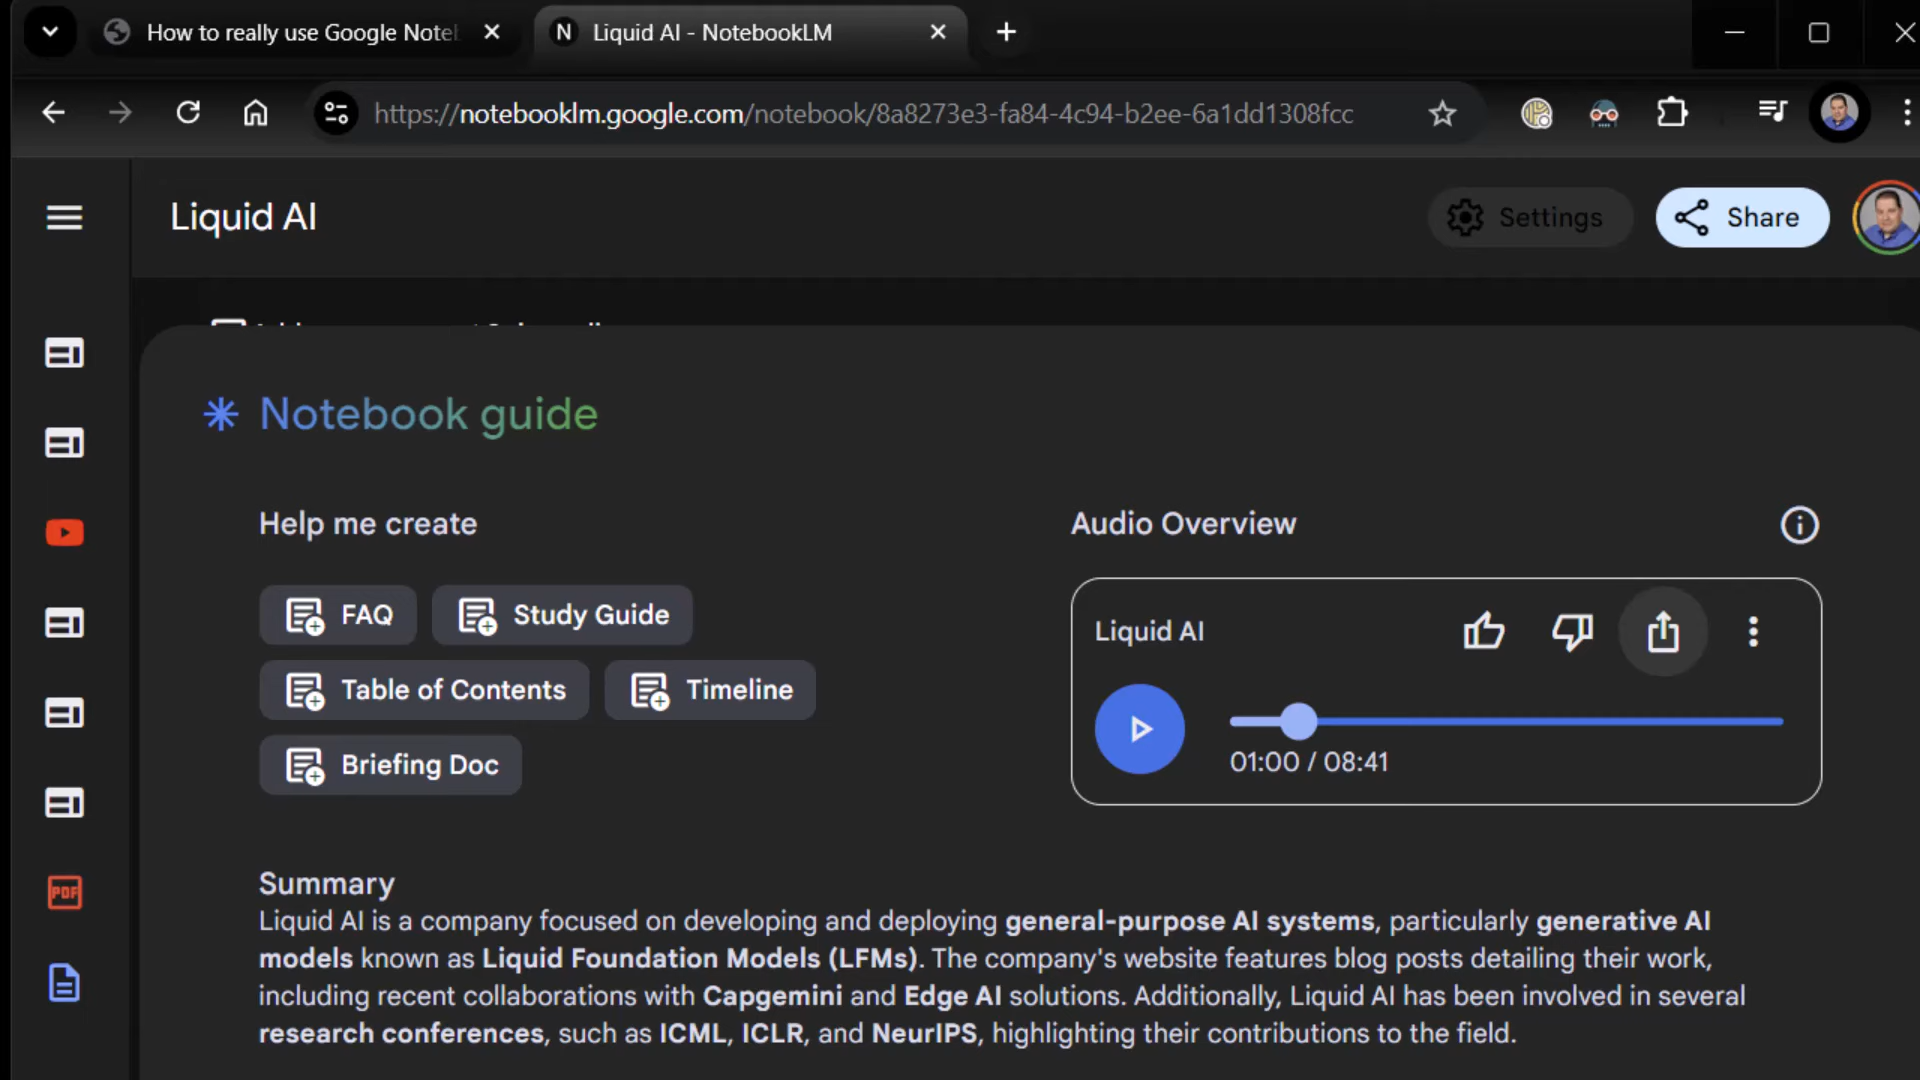 How to really use Google Note
N Liquid AI - NotebookLM
https://notebooklm.google.com/notebook/8a8273e3-fa84-4c94-b2ee-6a1dd1308fcc
Liquid AI
Settings
Share
Notebook guide
Help me create
Audio Overview
FAQ
Study Guide
Liquid AI
Table of Contents
Timeline
01:00 / 08:41
Briefing Doc
PDF
Summary
Liquid AI is a company focused on developing and deploying general-purpose AI systems, particularly generative AI
models known as Liquid Foundation Models (LFMs). The company's website features blog posts detailing their work,
including recent collaborations with Capgemini and Edge AI solutions. Additionally, Liquid AI has been involved in several
research conferences, such as ICML, ICLR, and NeurIPS, highlighting their contributions to the field.